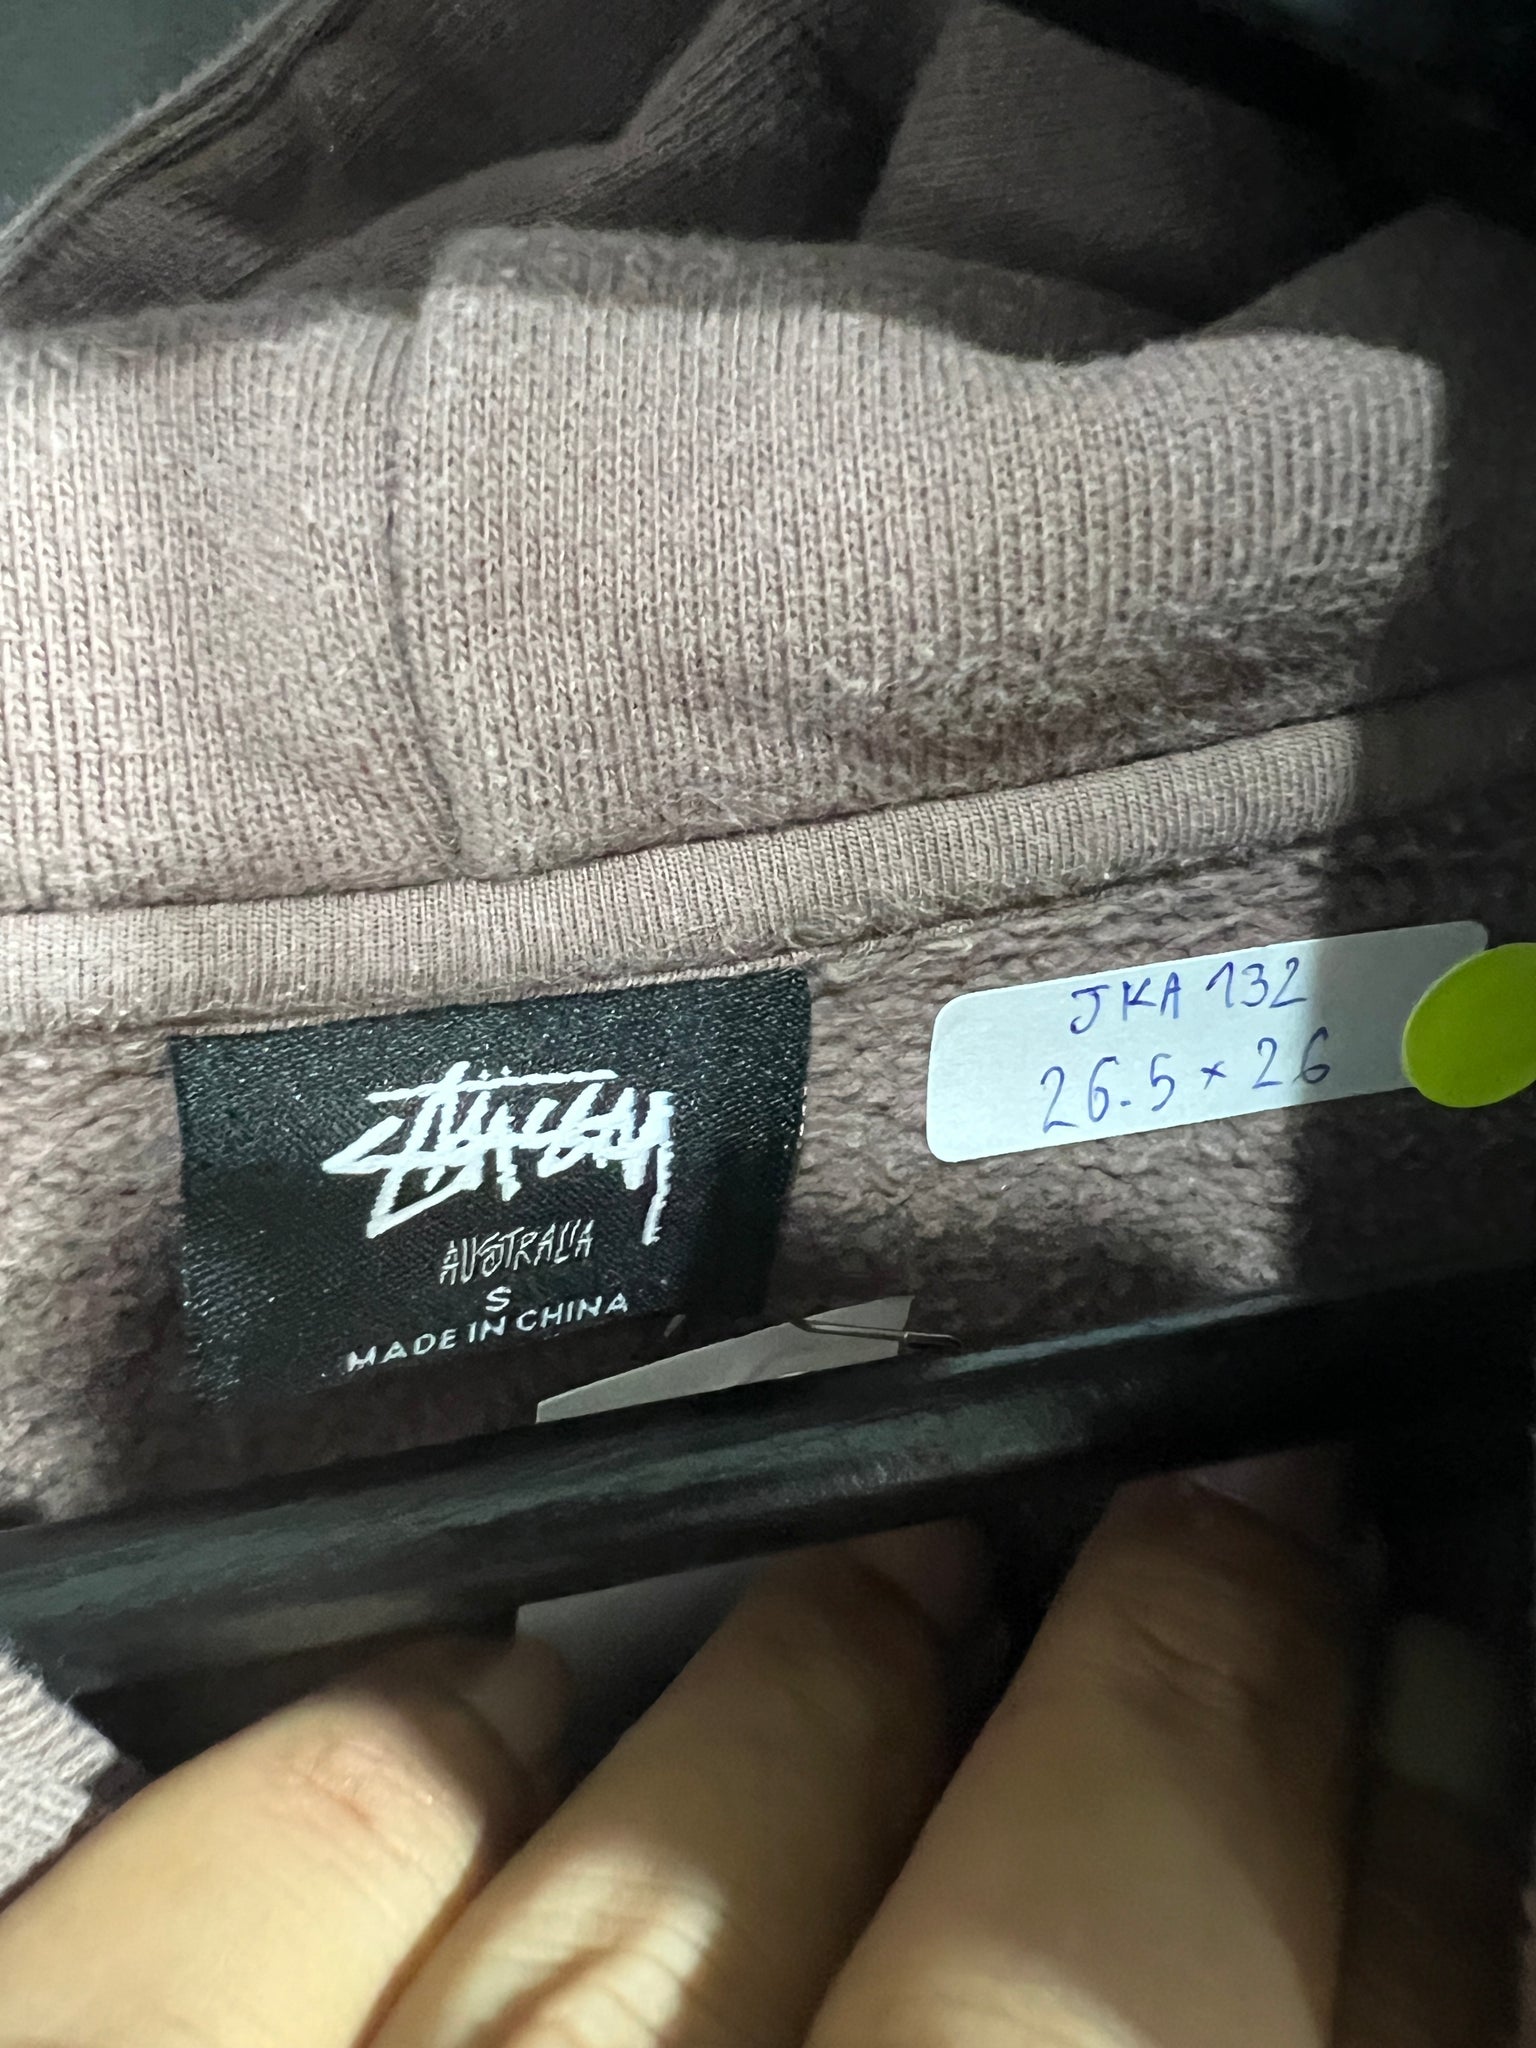 JKA 132
26.5 × 26
Stüssy
AUSTRALIA
S
MADE IN CHINA